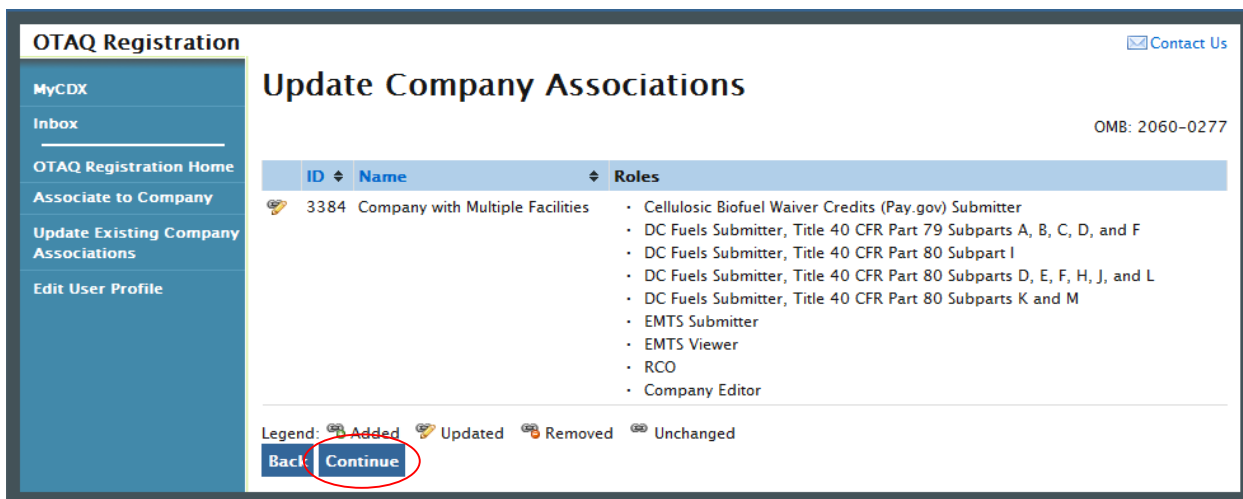 OTAQ Registration
Contact Us
MyCDX
Inbox
OTAQ Registration Home
Associate to Company
Update Existing Company
Associations
Edit User Profile
Update Company Associations
OMB: 2060-0277
ID Name Roles
3384 Company with Multiple Facilities
· Cellulosic Biofuel Waiver Credits (Pay.gov) Submitter
· DC Fuels Submitter, Title 40 CFR Part 79 Subparts A, B, C, D, and F
· DC Fuels Submitter, Title 40 CFR Part 80 Subpart I
· DC Fuels Submitter, Title 40 CFR Part 80 Subparts D, E, F, H, J, and L
· DC Fuels Submitter, Title 40 CFR Part 80 Subparts K and M
· EMTS Submitter
· EMTS Viewer
· RCO
· Company Editor
Legend: Added Updated Removed Unchanged
Back Continue